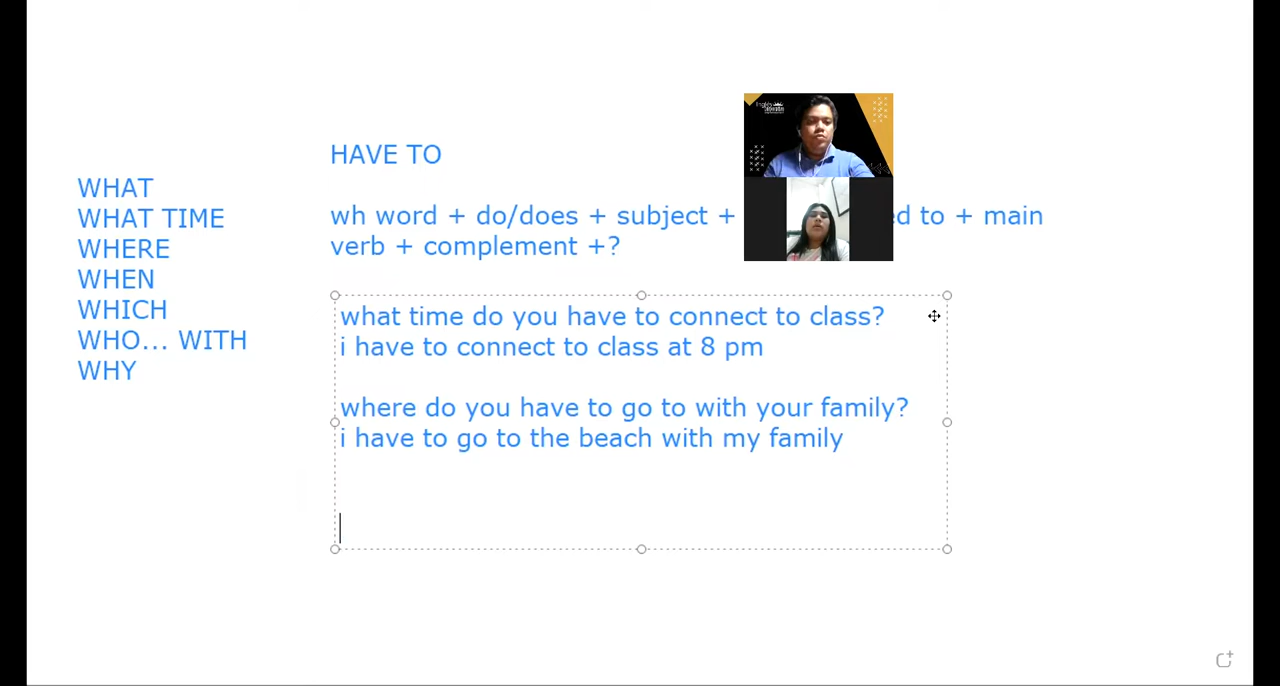 HAVE TO
WHAT
WHAT TIME
WHERE
WHEN
WHICH
WHO... WITH
WHY
wh word + do/does + subject + ed to + main
verb + complement +?
what time do you have to connect to class?
i have to connect to class at 8 pm
where do you have to go to with your family?
i have to go to the beach with my family